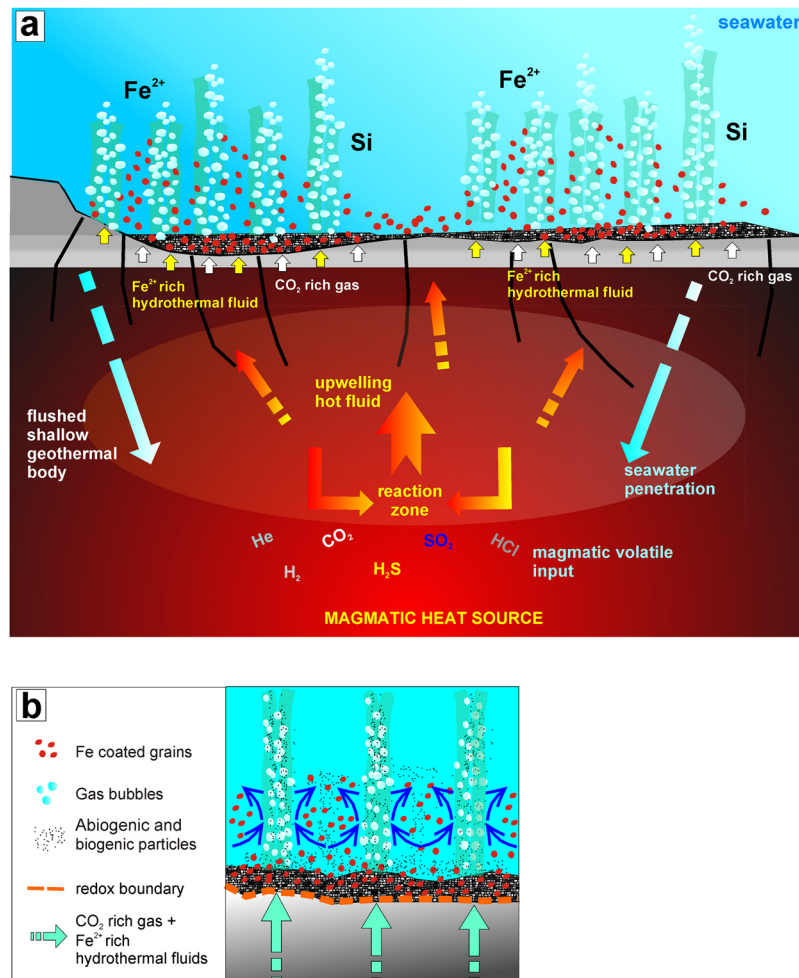 a
seawater
Fe²⁺
Fe²⁺
Si
Si
Fe²⁺ rich
hydrothermal fluid
CO₂ rich gas
Fe²⁺ rich
hydrothermal fluid
CO₂ rich gas
flushed
shallow
geothermal
body
upwelling
hot fluid
seawater
penetration
reaction
zone
He
CO₂
SO₂
HCl
H₂
H₂S
magmatic volatile
input
MAGMATIC HEAT SOURCE
b
Fe coated grains
Gas bubbles
Abiogenic and
biogenic particles
redox boundary
CO₂ rich gas +
Fe²⁺ rich
hydrothermal fluids